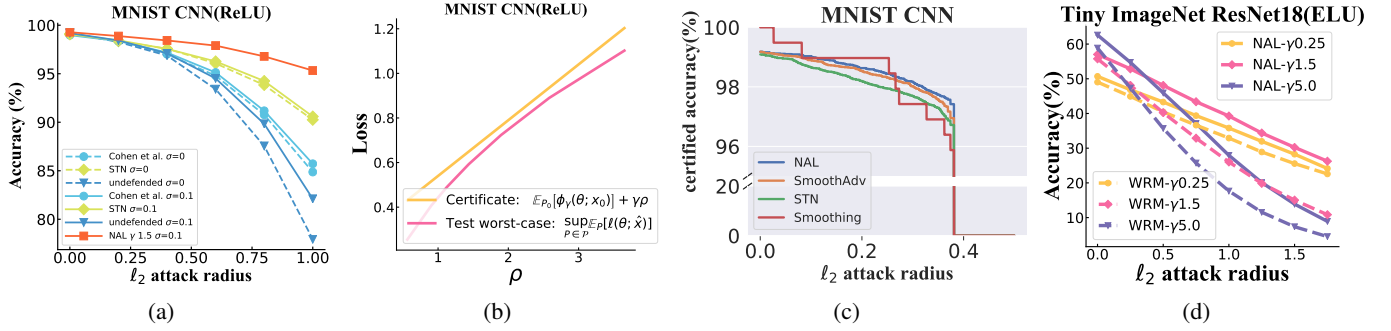 MNIST CNN(ReLU)
Accuracy (%)
100
95
90
85
80
Cohen et al. σ=0
STN σ=0
undefended σ=0
Cohen et al. σ=0.1
STN σ=0.1
undefended σ=0.1
NAL γ 1.5 σ=0.1
0.00 0.25 0.50 0.75 1.00
ℓ2 attack radius
(a)
MNIST CNN(ReLU)
Loss
1.2
1.0
0.8
0.6
0.4
Certificate: 𝔼P0[ϕγ(θ; x0)] + γρ
Test worst-case: sup P∈𝒫 𝔼P[ℓ(θ; x̂)]
1 2 3
ρ
(b)
MNIST CNN
certified accuracy(%)
100
98
96
20
0
NAL
SmoothAdv
STN
Smoothing
0.0 0.2 0.4
ℓ2 attack radius
(c)
Tiny ImageNet ResNet18(ELU)
Accuracy(%)
60
50
40
30
20
10
NAL-γ0.25
NAL-γ1.5
NAL-γ5.0
WRM-γ0.25
WRM-γ1.5
WRM-γ5.0
0.0 0.5 1.0 1.5
ℓ2 attack radius
(d)